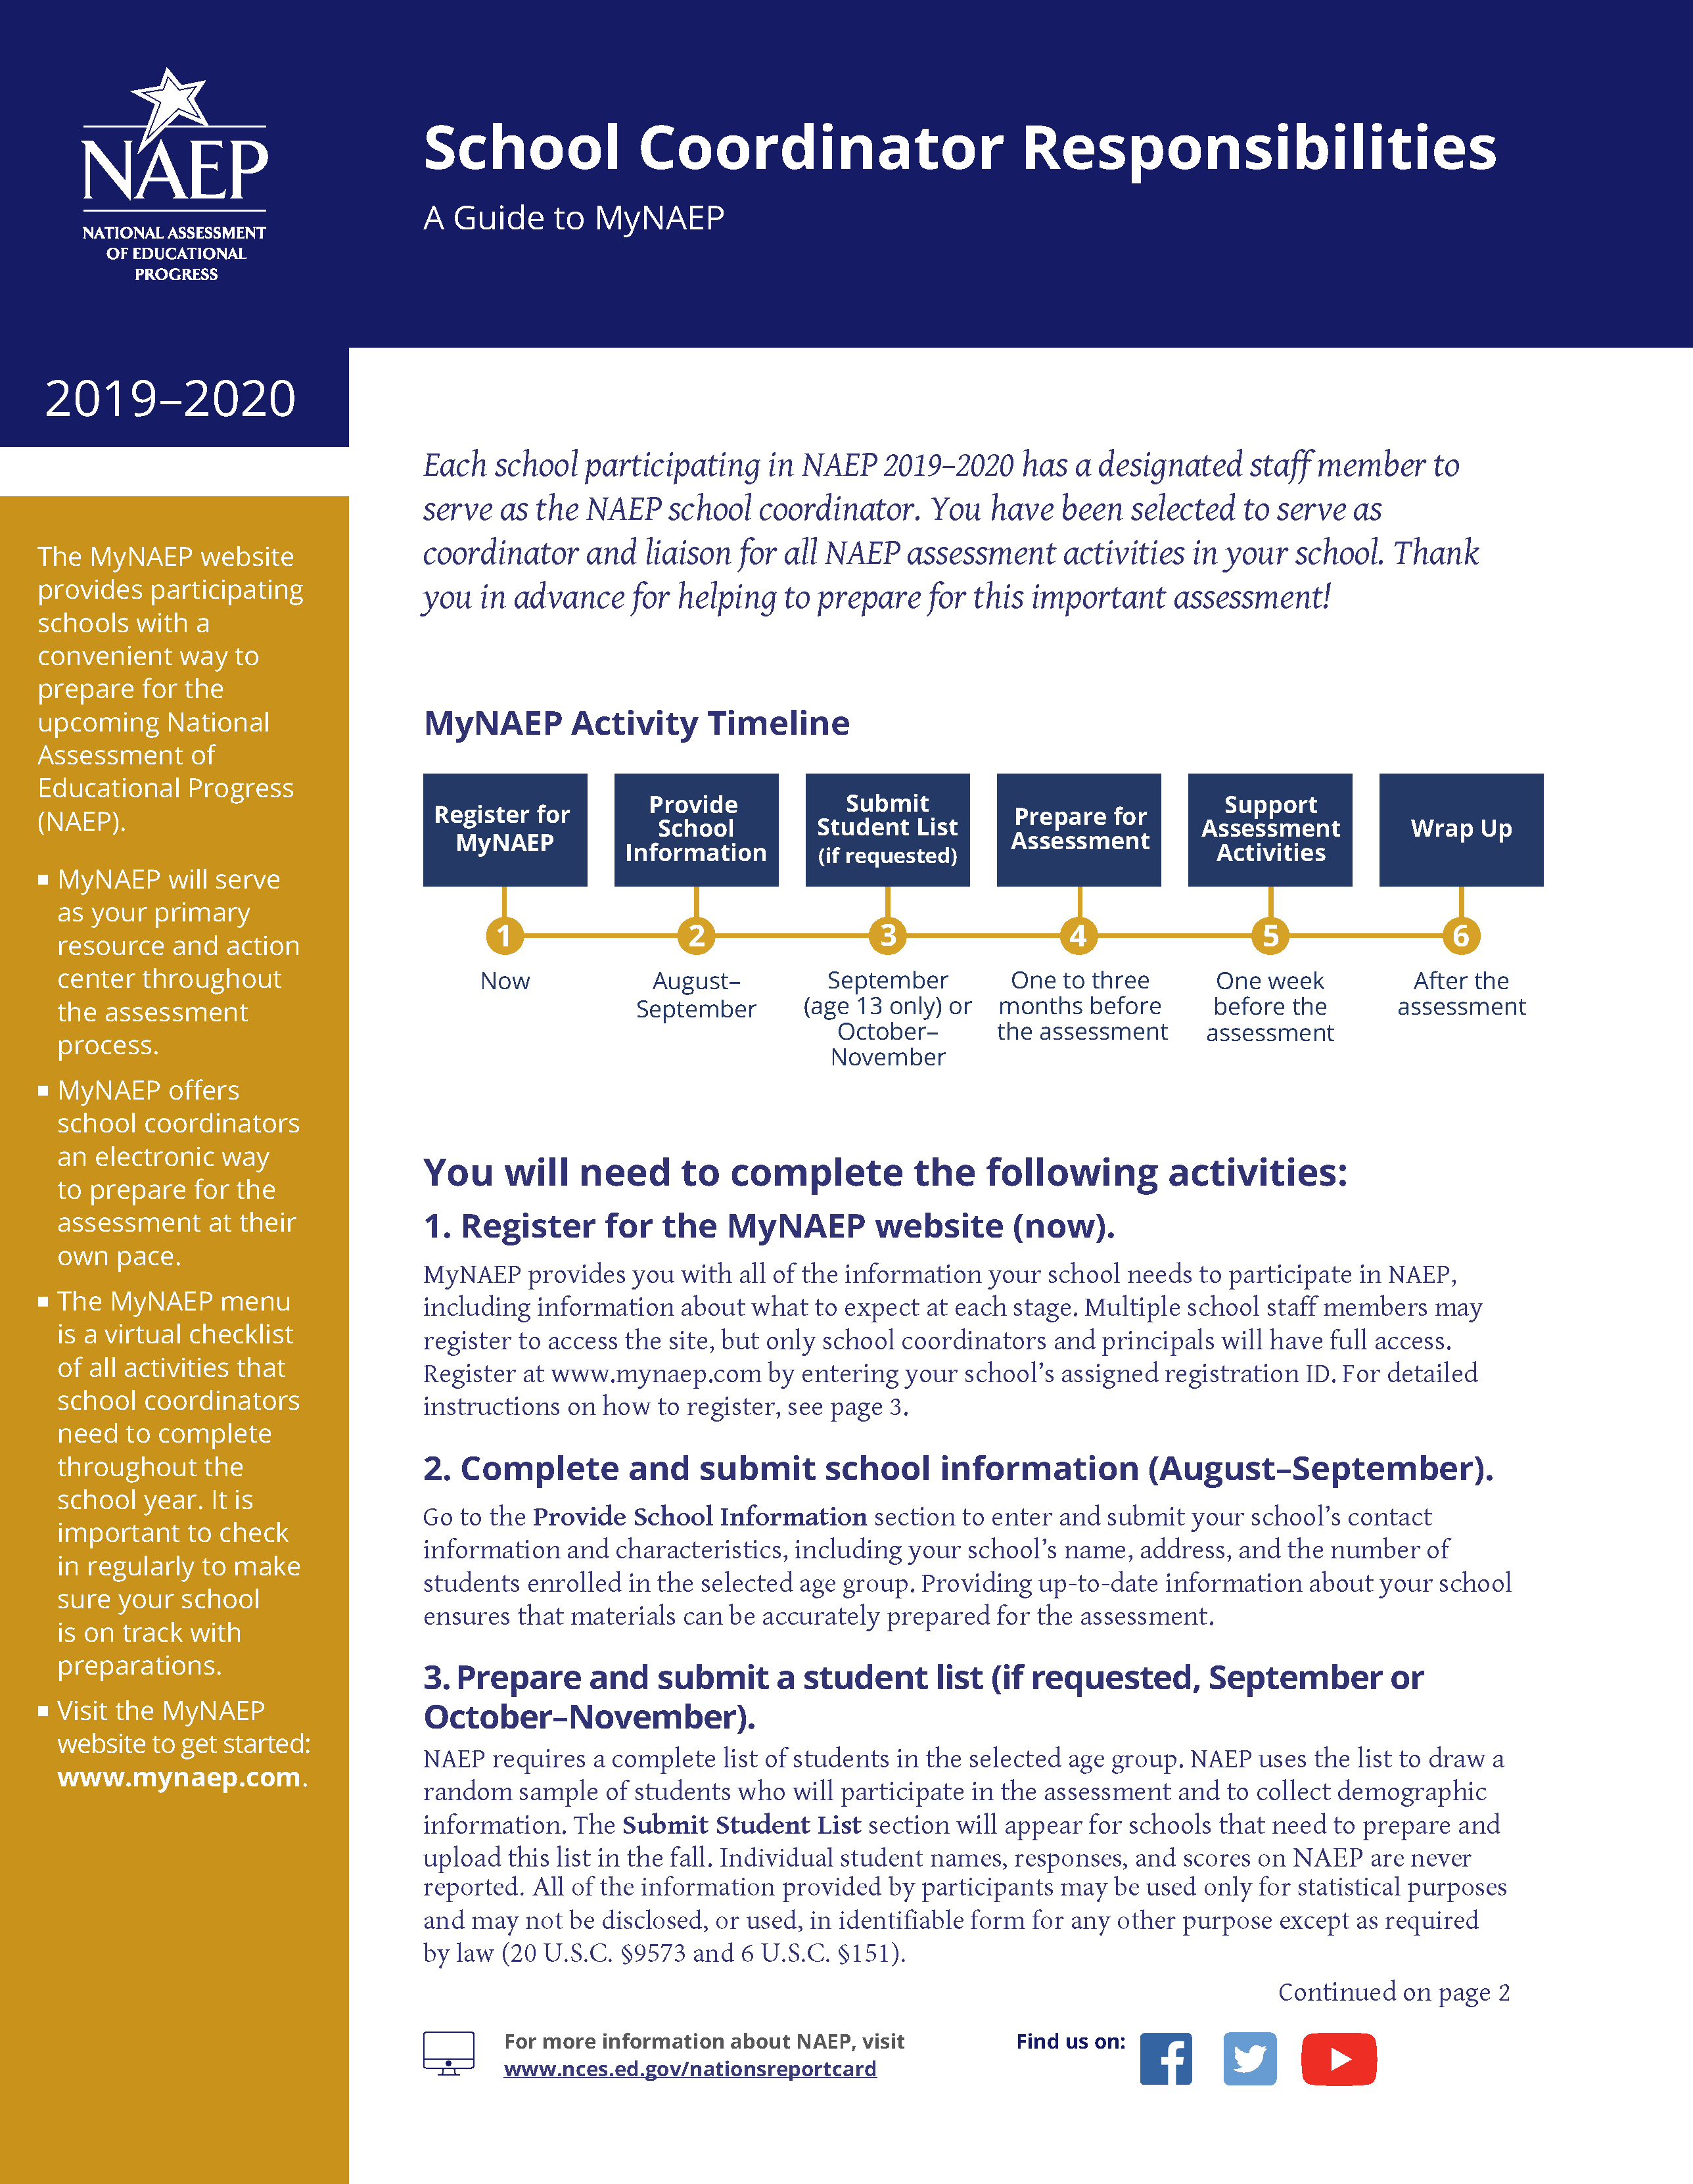 NAEP
NATIONAL ASSESSMENT
OF EDUCATIONAL
PROGRESS
School Coordinator Responsibilities
A Guide to MyNAEP
2019–2020
The MyNAEP website
provides participating
schools with a
convenient way to
prepare for the
upcoming National
Assessment of
Educational Progress
(NAEP).
■ MyNAEP will serve
as your primary
resource and action
center throughout
the assessment
process.
■ MyNAEP offers
school coordinators
an electronic way
to prepare for the
assessment at their
own pace.
■ The MyNAEP menu
is a virtual checklist
of all activities that
school coordinators
need to complete
throughout the
school year. It is
important to check
in regularly to make
sure your school
is on track with
preparations.
■ Visit the MyNAEP
website to get started:
www.mynaep.com.
Each school participating in NAEP 2019–2020 has a designated staff member to
serve as the NAEP school coordinator. You have been selected to serve as
coordinator and liaison for all NAEP assessment activities in your school. Thank
you in advance for helping to prepare for this important assessment!
MyNAEP Activity Timeline
Register for
MyNAEP
1
Now
Provide
School
Information
2
August–
September
Submit
Student List
(if requested)
3
September
(age 13 only) or
October–
November
Prepare for
Assessment
4
One to three
months before
the assessment
Support
Assessment
Activities
5
One week
before the
assessment
Wrap Up
6
After the
assessment
You will need to complete the following activities:
1. Register for the MyNAEP website (now).
MyNAEP provides you with all of the information your school needs to participate in NAEP,
including information about what to expect at each stage. Multiple school staff members may
register to access the site, but only school coordinators and principals will have full access.
Register at www.mynaep.com by entering your school’s assigned registration ID. For detailed
instructions on how to register, see page 3.
2. Complete and submit school information (August–September).
Go to the Provide School Information section to enter and submit your school’s contact
information and characteristics, including your school’s name, address, and the number of
students enrolled in the selected age group. Providing up-to-date information about your school
ensures that materials can be accurately prepared for the assessment.
3. Prepare and submit a student list (if requested, September or
October–November).
NAEP requires a complete list of students in the selected age group. NAEP uses the list to draw a
random sample of students who will participate in the assessment and to collect demographic
information. The Submit Student List section will appear for schools that need to prepare and
upload this list in the fall. Individual student names, responses, and scores on NAEP are never
reported. All of the information provided by participants may be used only for statistical purposes
and may not be disclosed, or used, in identifiable form for any other purpose except as required
by law (20 U.S.C. §9573 and 6 U.S.C. §151).
Continued on page 2
For more information about NAEP, visit
www.nces.ed.gov/nationsreportcard
Find us on: